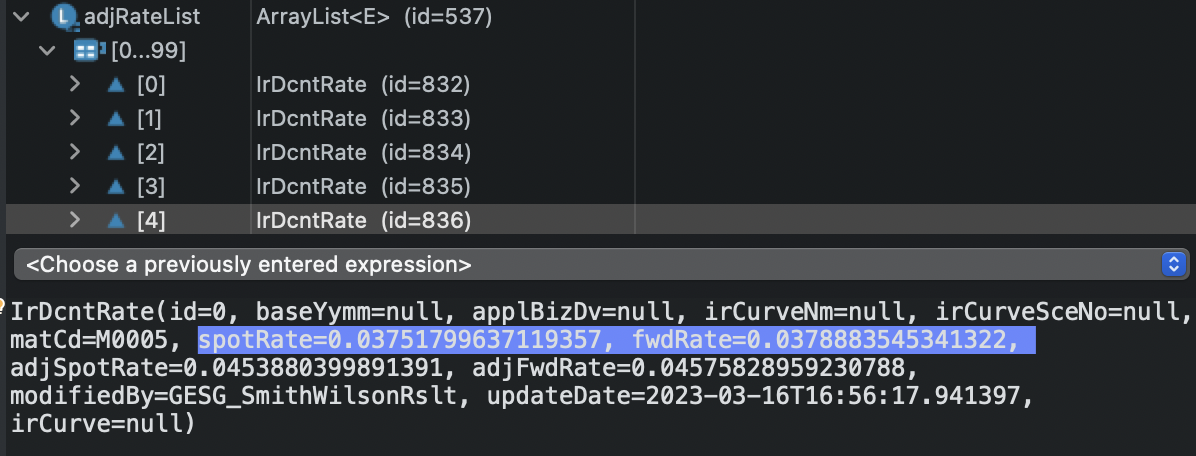 adjRateList ArrayList<E> (id=537)
[0...99]
[0] IrDcntRate (id=832)
[1] IrDcntRate (id=833)
[2] IrDcntRate (id=834)
[3] IrDcntRate (id=835)
[4] IrDcntRate (id=836)
<Choose a previously entered expression>
IrDcntRate(id=0, baseYymm=null, applBizDv=null, irCurveNm=null, irCurveSceNo=null,
matCd=M0005, spotRate=0.03751799637119357, fwdRate=0.0378883545341322,
adjSpotRate=0.0453880399891391, adjFwdRate=0.04575828959230788,
modifiedBy=GESG_SmithWilsonRslt, updateDate=2023-03-16T16:56:17.941397,
irCurve=null)